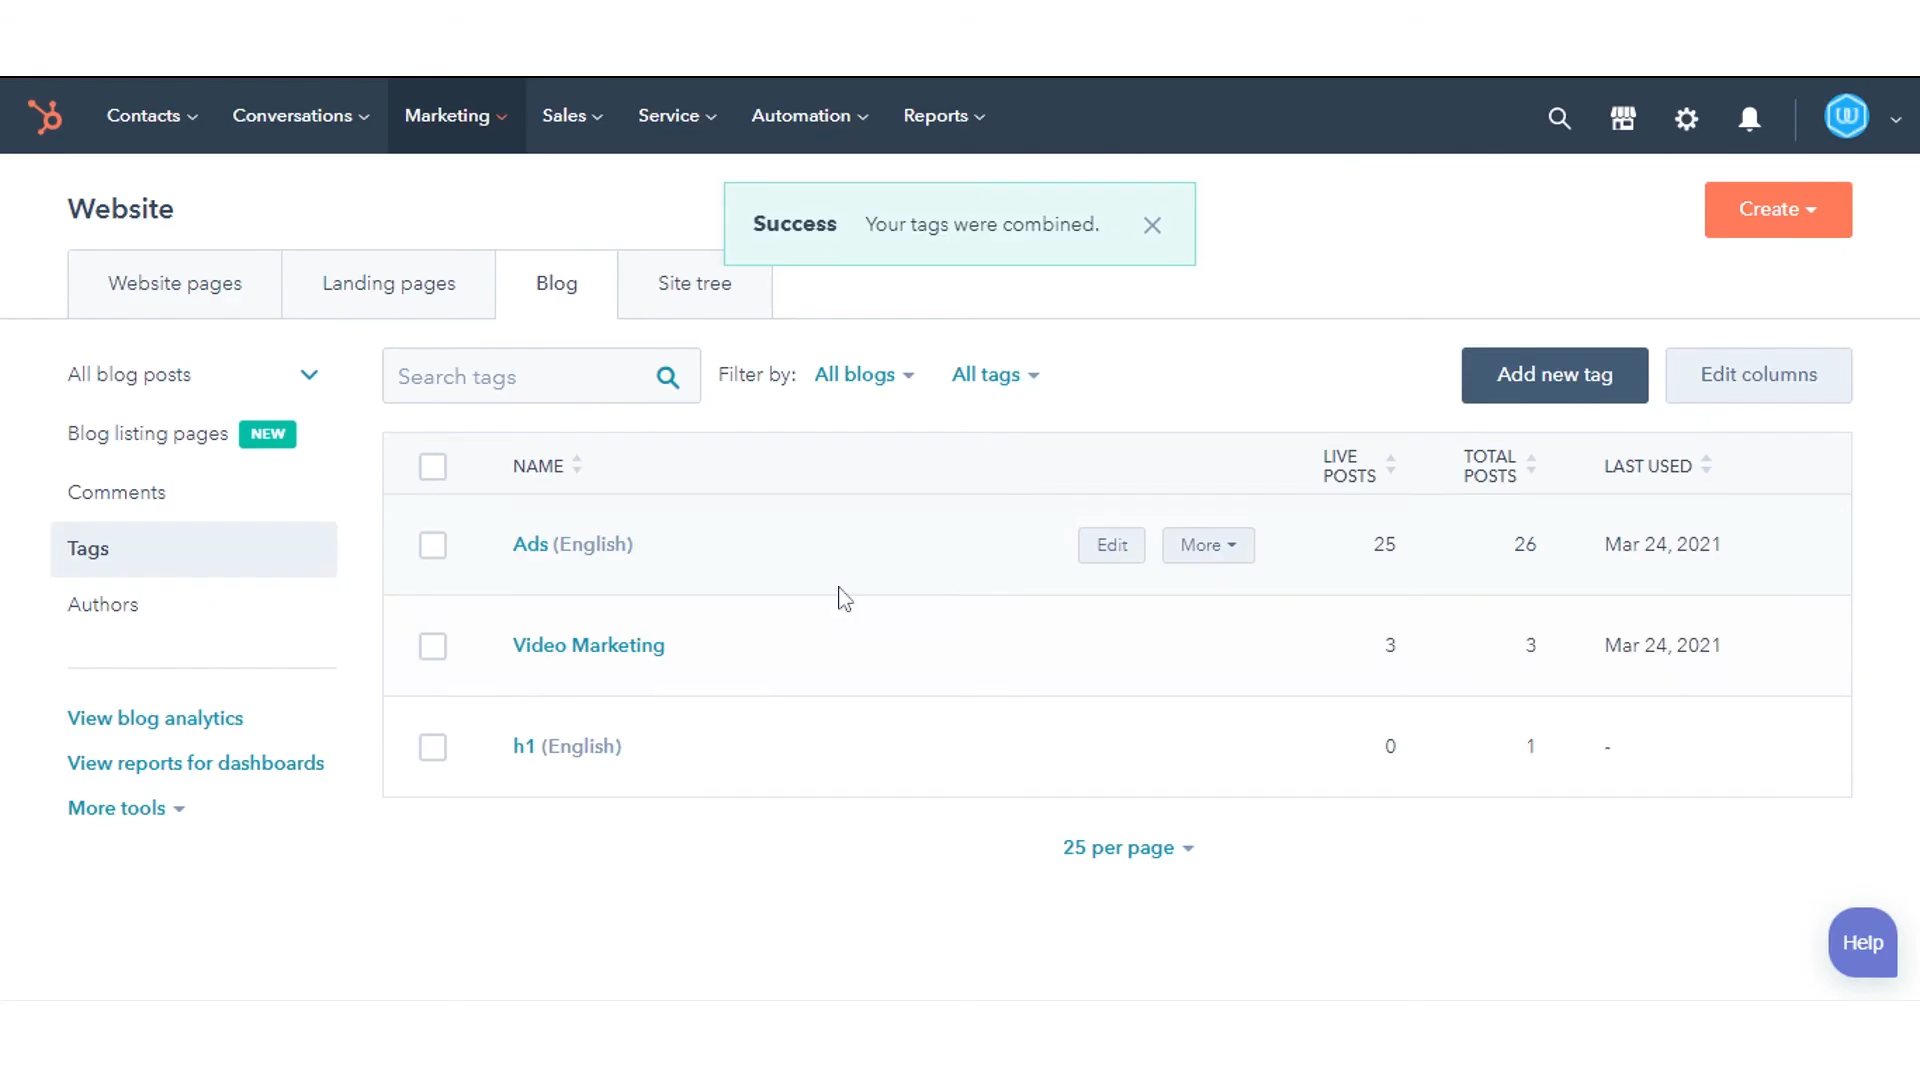 Contacts Conversations Marketing Sales Service Automation Reports
Website
Success Your tags were combined.
Create
Website pages Landing pages Blog Site tree
All blog posts
Search tags
Filter by: All blogs All tags
Add new tag
Edit columns
Blog listing pages NEW
Comments
Tags
Authors
View blog analytics
View reports for dashboards
More tools
NAME
LIVE
POSTS
TOTAL
POSTS
LAST USED
Ads (English) Edit More 25 26 Mar 24, 2021
Video Marketing 3 3 Mar 24, 2021
h1 (English) 0 1 -
25 per page
Help